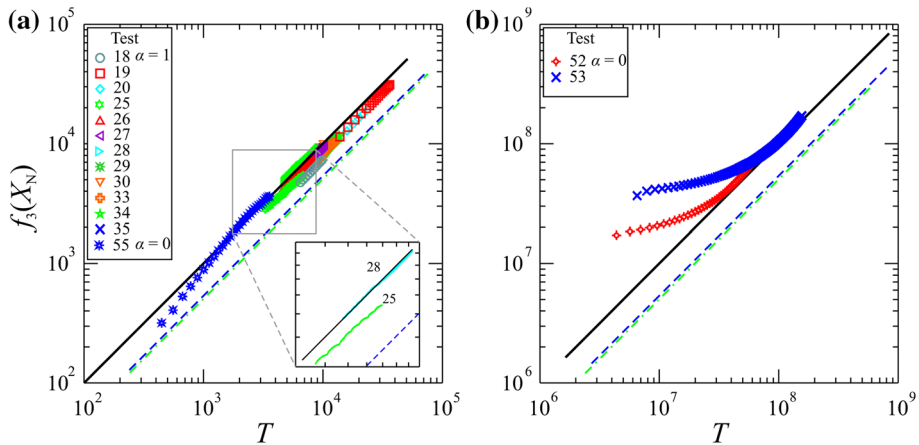 (a)
10^5
10^4
10^3
10^2
f_3(X_N)
Test
18 α = 1
19
20
25
26
27
28
29
30
33
34
35
55 α = 0
28
25
10^2 10^3 10^4 10^5
T
(b)
10^9
10^8
10^7
10^6
Test
52 α = 0
53
10^6 10^7 10^8 10^9
T